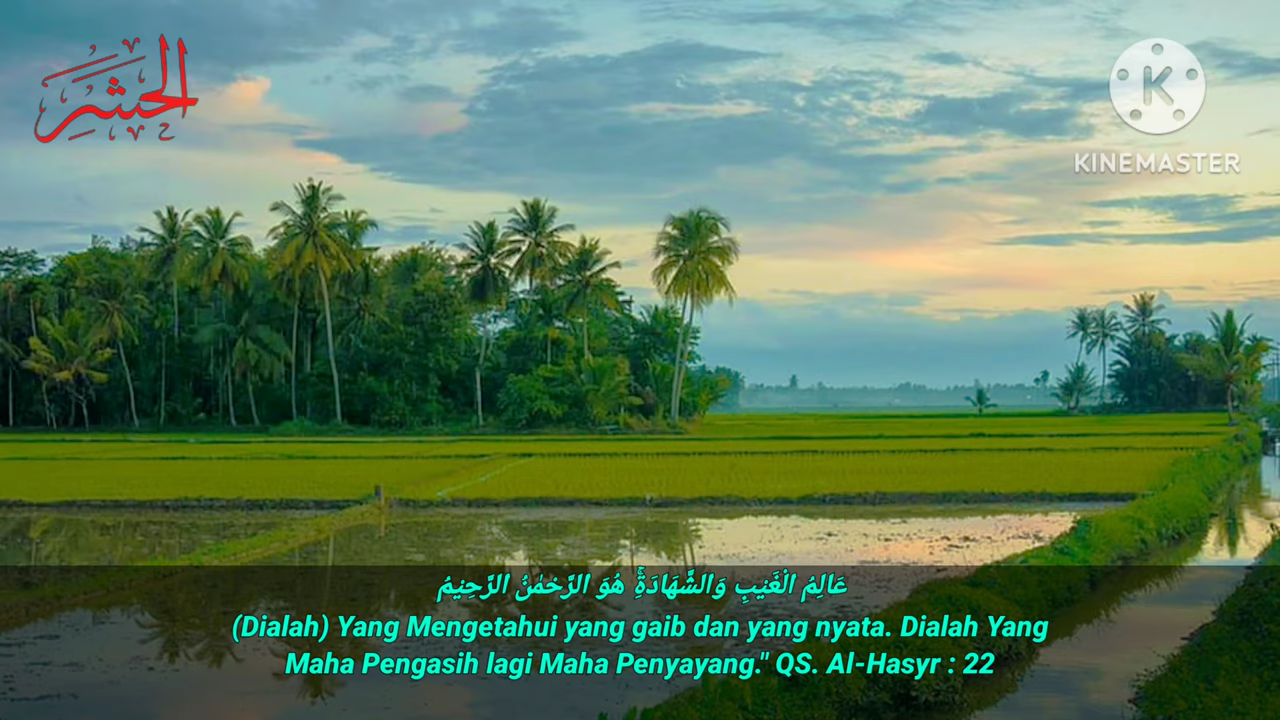 الحشر
KINEMASTER
عَالِمُ الْغَيْبِ وَالشَّهَادَةِۚ هُوَ الرَّحْمٰنُ الرَّحِيْمُ
(Dialah) Yang Mengetahui yang gaib dan yang nyata. Dialah Yang
Maha Pengasih lagi Maha Penyayang." QS. Al-Hasyr : 22